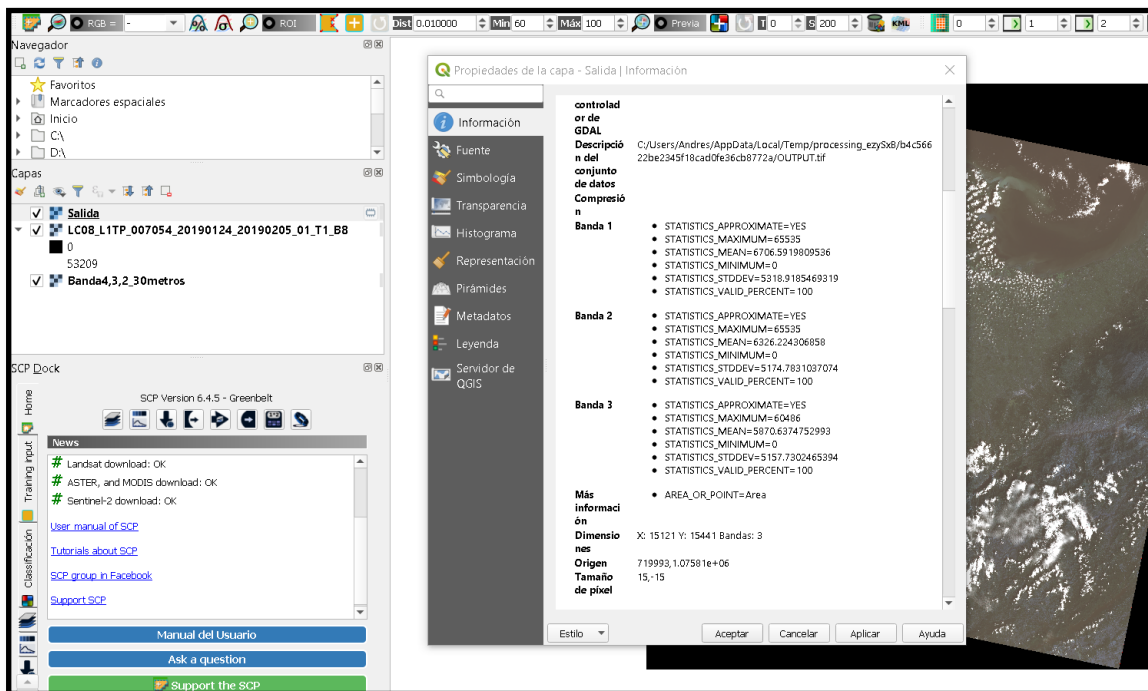 RGB = -
ROI
Dist 0.010000 Min 60 Máx 100 Previa T 0 S 200 KML 0 1 2
Navegador
Favoritos
Marcadores espaciales
Inicio
C:\
D:\
Capas
Salida
LC08_L1TP_007054_20190124_20190205_01_T1_B8
0
53209
Banda4,3,2_30metros
SCP Dock
Home
Training input
Classificación
SCP Version 6.4.5 - Greenbelt
News
# Landsat download: OK
# ASTER, and MODIS download: OK
# Sentinel-2 download: OK
User manual of SCP
Tutorials about SCP
SCP group in Facebook
Support SCP
Manual del Usuario
Ask a question
Support the SCP
Propiedades de la capa - Salida | Información
Información
Fuente
Simbología
Transparencia
Histograma
Representación
Pirámides
Metadatos
Leyenda
Servidor de
QGIS
controlad
or de
GDAL
Descripció
n del
conjunto
de datos
C:/Users/Andres/AppData/Local/Temp/processing_ezySxB/b4c566
22be2345f18cad0fe36cb8772a/OUTPUT.tif
Compresió
n
Banda 1
STATISTICS_APPROXIMATE=YES
STATISTICS_MAXIMUM=65535
STATISTICS_MEAN=6706.5919809536
STATISTICS_MINIMUM=0
STATISTICS_STDDEV=5318.9185469319
STATISTICS_VALID_PERCENT=100
Banda 2
STATISTICS_APPROXIMATE=YES
STATISTICS_MAXIMUM=65535
STATISTICS_MEAN=6326.224306858
STATISTICS_MINIMUM=0
STATISTICS_STDDEV=5174.7831037074
STATISTICS_VALID_PERCENT=100
Banda 3
STATISTICS_APPROXIMATE=YES
STATISTICS_MAXIMUM=60486
STATISTICS_MEAN=5870.6374752993
STATISTICS_MINIMUM=0
STATISTICS_STDDEV=5157.7302465394
STATISTICS_VALID_PERCENT=100
Más
informaci
ón
AREA_OR_POINT=Area
Dimensio
nes
X: 15121 Y: 15441 Bandas: 3
Origen
719993,1.07581e+06
Tamaño
de píxel
15,-15
Estilo
Aceptar
Cancelar
Aplicar
Ayuda